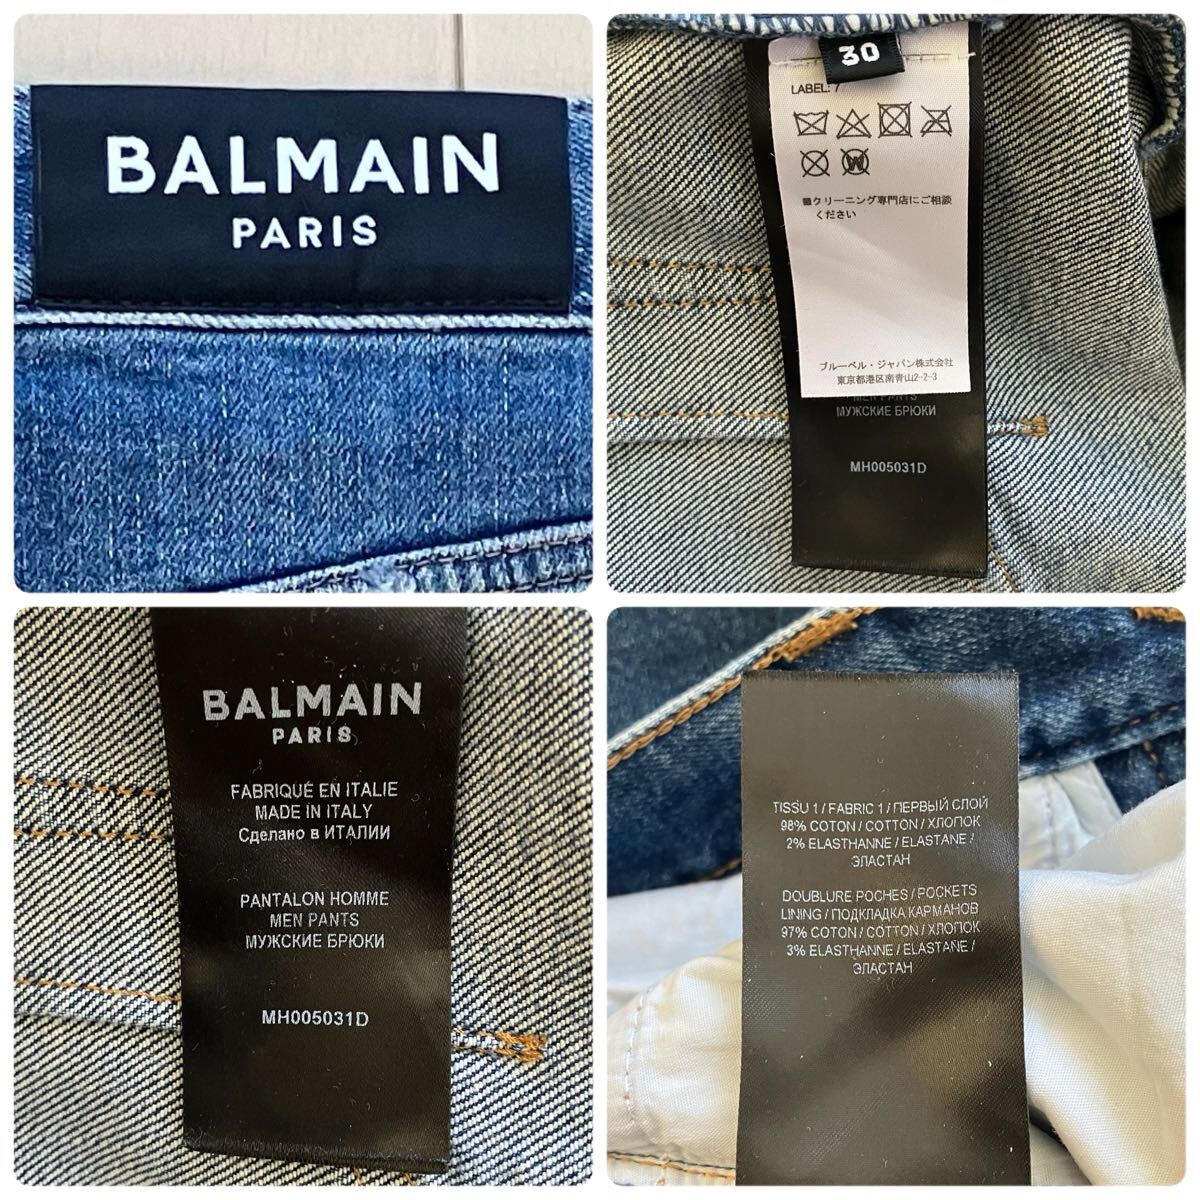 BALMAIN
PARIS
30
LABEL: 7
W
■クリーニング専門店にご相談
ください
ブルーベル・ジャパン株式会社
東京都港区南青山2-2-3
MEN PANTS
МУЖСКИЕ БРЮКИ
MH005031D
BALMAIN
PARIS
FABRIQUÉ EN ITALIE
MADE IN ITALY
Сделано в ИТАЛИИ
PANTALON HOMME
MEN PANTS
МУЖСКИЕ БРЮКИ
MH005031D
TISSU 1 / FABRIC 1 / ПЕРВЫЙ СЛОЙ
98% COTON / COTTON / ХЛОПОК
2% ELASTHANNE / ELASTANE /
ЭЛАСТАН
DOUBLURE POCHES / POCKETS
LINING / ПОДКЛАДКА КАРМАНОВ
97% COTON / COTTON / ХЛОПОК
3% ELASTHANNE / ELASTANE /
ЭЛАСТАН